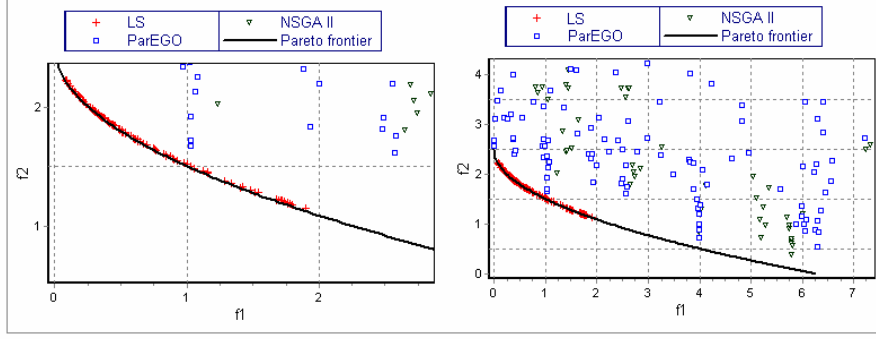 LS NSGA II
ParEGO Pareto frontier
2
1
f2
0 1 2
f1
LS NSGA II
ParEGO Pareto frontier
4
3
2
1
0
f2
0 1 2 3 4 5 6 7
f1